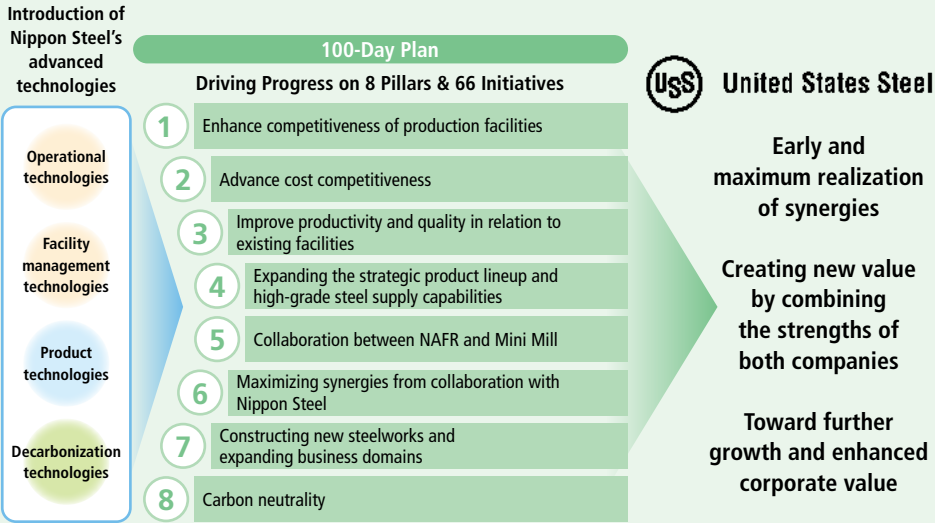 Introduction of
Nippon Steel's
advanced
technologies
Operational
technologies
Facility
management
technologies
Product
technologies
Decarbonization
technologies
100-Day Plan
Driving Progress on 8 Pillars & 66 Initiatives
1 Enhance competitiveness of production facilities
2 Advance cost competitiveness
3 Improve productivity and quality in relation to
existing facilities
4 Expanding the strategic product lineup and
high-grade steel supply capabilities
5 Collaboration between NAFR and Mini Mill
6 Maximizing synergies from collaboration with
Nippon Steel
7 Constructing new steelworks and
expanding business domains
8 Carbon neutrality
USS United States Steel
Early and
maximum realization
of synergies
Creating new value
by combining
the strengths of
both companies
Toward further
growth and enhanced
corporate value